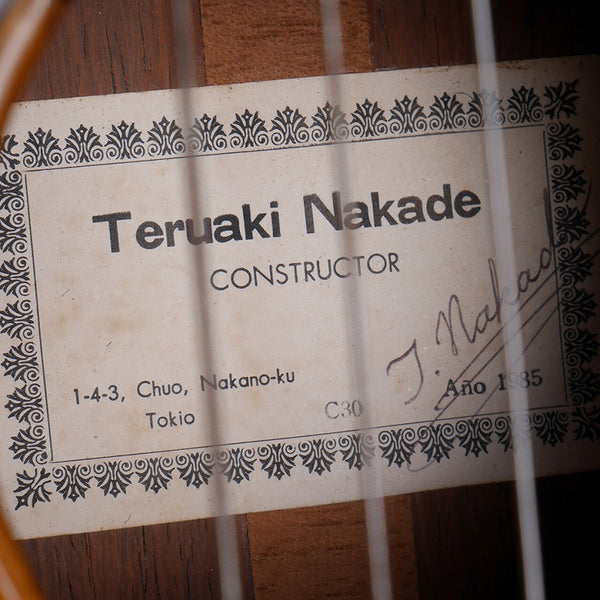 Teruaki Nakade
CONSTRUCTOR
T. Nakade
1-4-3, Chuo, Nakano-ku
Tokio
C30
Año 1985